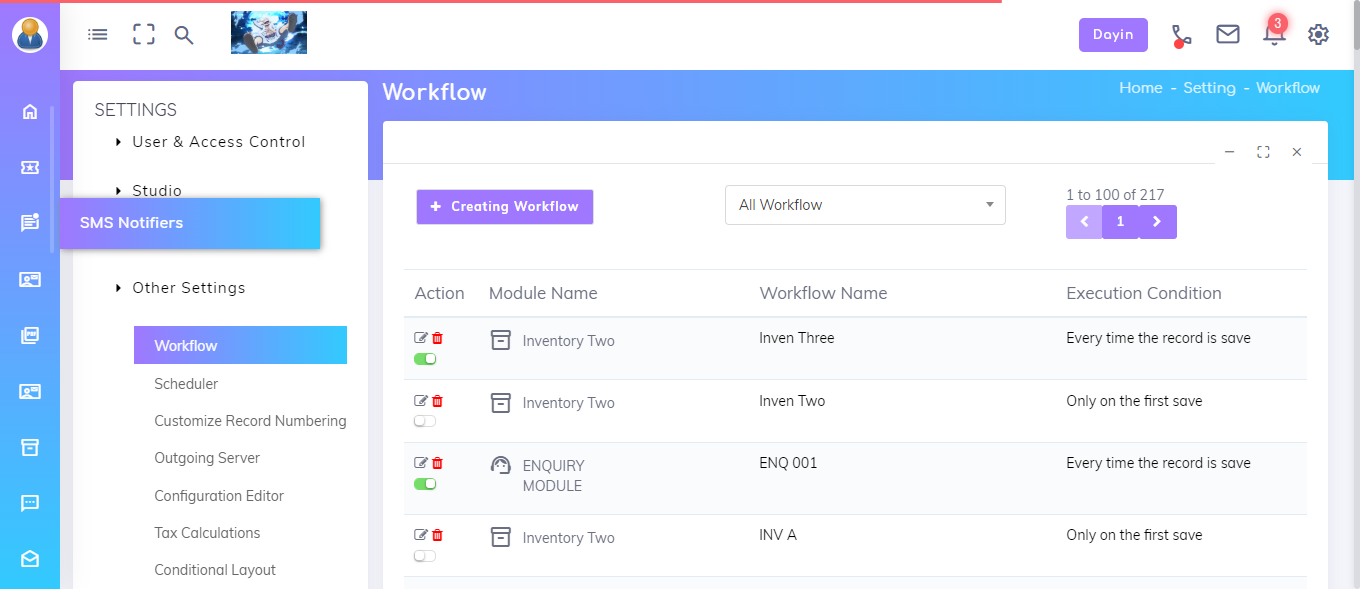 Dayin
3
SETTINGS
User & Access Control
Studio
SMS Notifiers
Other Settings
Workflow
Scheduler
Customize Record Numbering
Outgoing Server
Configuration Editor
Tax Calculations
Conditional Layout
Workflow
Home - Setting - Workflow
+ Creating Workflow
All Workflow
1 to 100 of 217
1
Action Module Name Workflow Name Execution Condition
Inventory Two Inven Three Every time the record is save
Inventory Two Inven Two Only on the first save
ENQUIRY MODULE ENQ 001 Every time the record is save
Inventory Two INV A Only on the first save